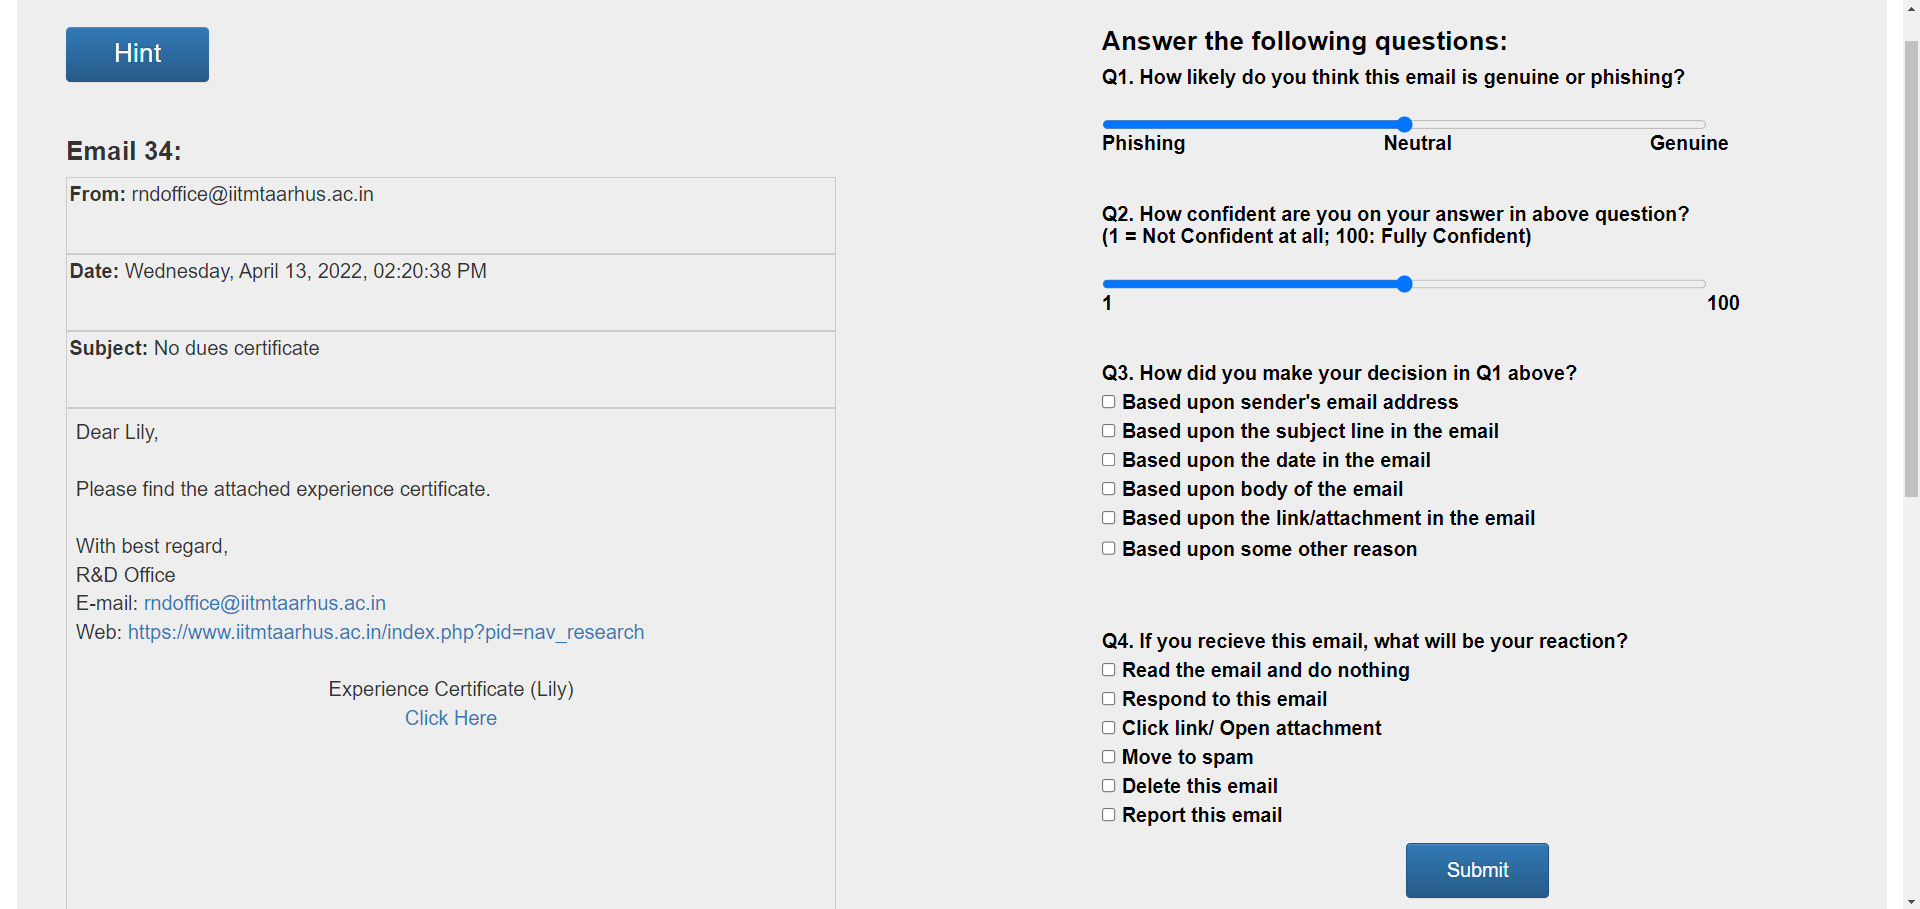 Hint
Email 34:
From: rndoffice@iitmtaarhus.ac.in
Date: Wednesday, April 13, 2022, 02:20:38 PM
Subject: No dues certificate
Dear Lily,
Please find the attached experience certificate.
With best regard,
R&D Office
E-mail: rndoffice@iitmtaarhus.ac.in
Web: https://www.iitmtaarhus.ac.in/index.php?pid=nav_research
Experience Certificate (Lily)
Click Here
Answer the following questions:
Q1. How likely do you think this email is genuine or phishing?
Phishing Neutral Genuine
Q2. How confident are you on your answer in above question?
(1 = Not Confident at all; 100: Fully Confident)
1 100
Q3. How did you make your decision in Q1 above?
Based upon sender's email address
Based upon the subject line in the email
Based upon the date in the email
Based upon body of the email
Based upon the link/attachment in the email
Based upon some other reason
Q4. If you recieve this email, what will be your reaction?
Read the email and do nothing
Respond to this email
Click link/ Open attachment
Move to spam
Delete this email
Report this email
Submit